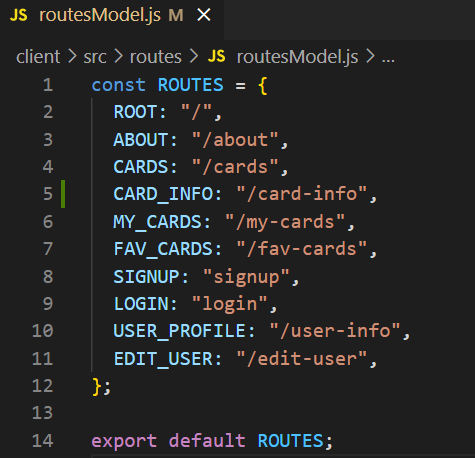 JS routesModel.js M ×
client > src > routes > JS routesModel.js > ...
1 const ROUTES = {
2 ROOT: "/",
3 ABOUT: "/about",
4 CARDS: "/cards",
5 CARD_INFO: "/card-info",
6 MY_CARDS: "/my-cards",
7 FAV_CARDS: "/fav-cards",
8 SIGNUP: "signup",
9 LOGIN: "login",
10 USER_PROFILE: "/user-info",
11 EDIT_USER: "/edit-user",
12 };
13
14 export default ROUTES;